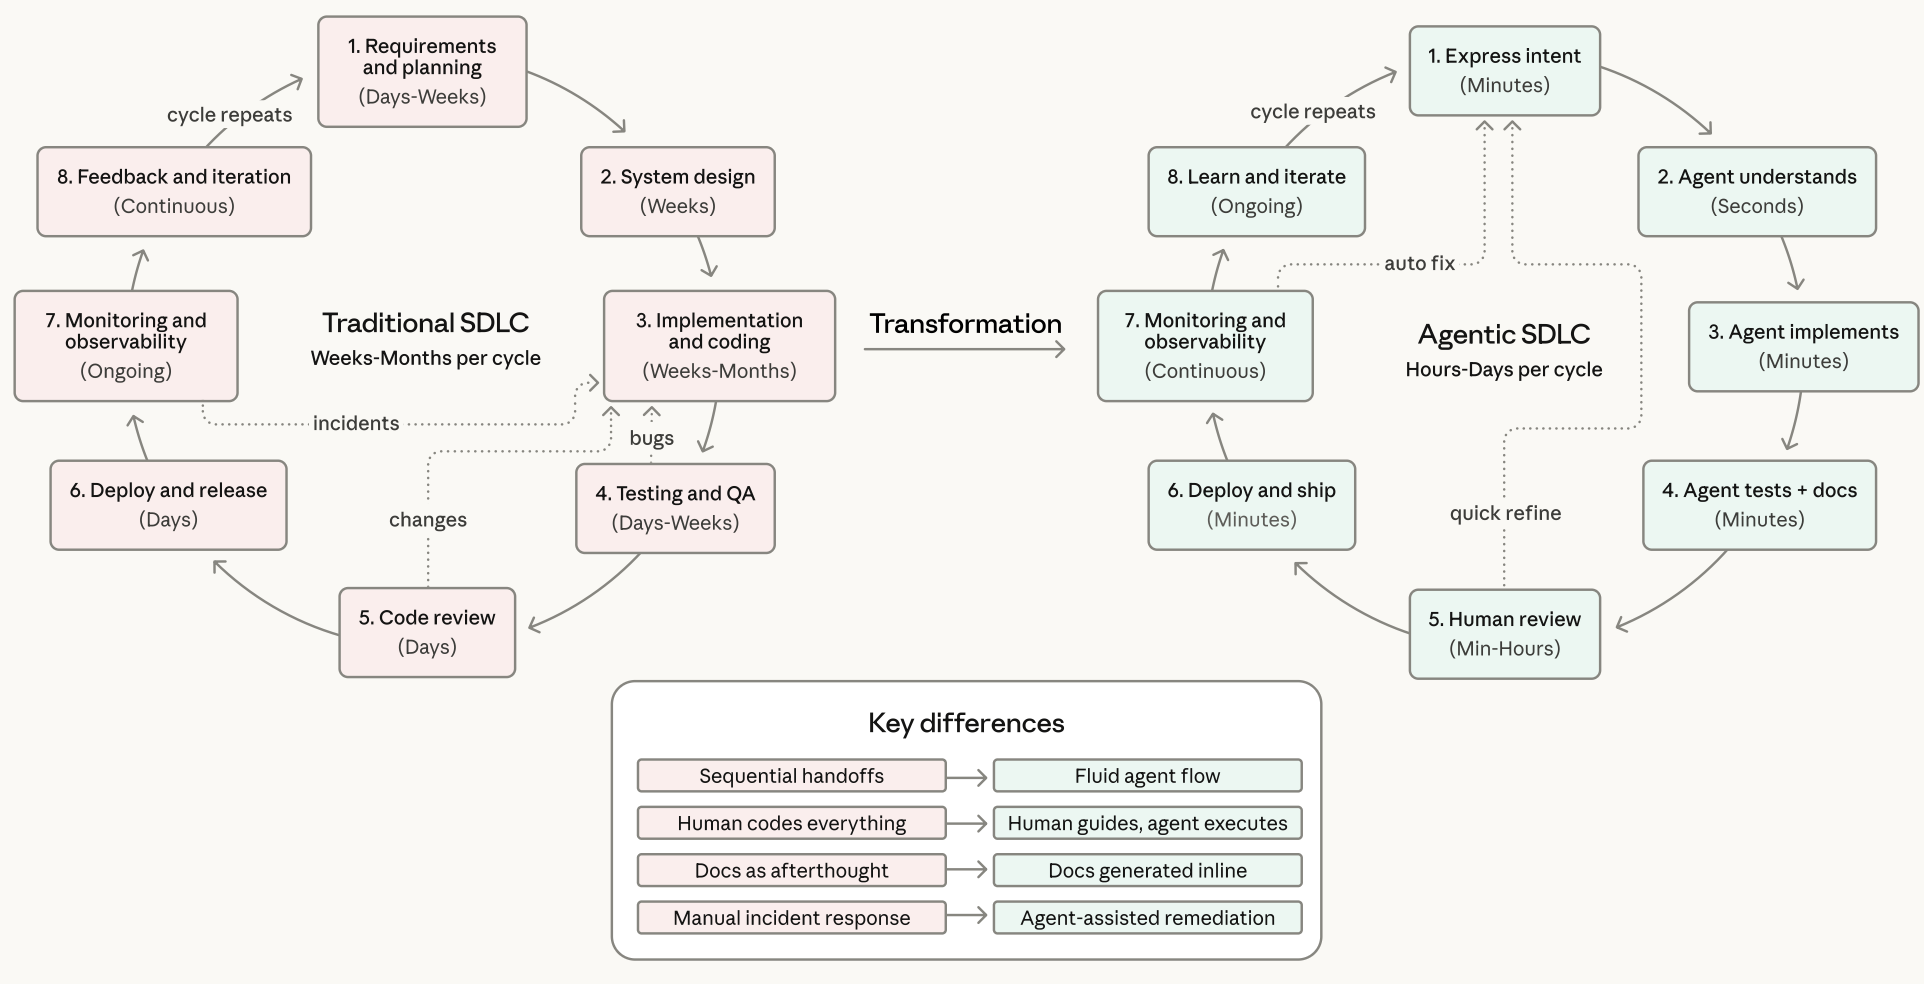 1. Requirements
and planning
(Days-Weeks)
cycle repeats
8. Feedback and iteration
(Continuous)
2. System design
(Weeks)
7. Monitoring and
observability
(Ongoing)
Traditional SDLC
Weeks-Months per cycle
3. Implementation
and coding
(Weeks-Months)
incidents
bugs
6. Deploy and release
(Days)
changes
4. Testing and QA
(Days-Weeks)
5. Code review
(Days)
Transformation
1. Express intent
(Minutes)
cycle repeats
8. Learn and iterate
(Ongoing)
2. Agent understands
(Seconds)
auto fix
7. Monitoring and
observability
(Continuous)
Agentic SDLC
Hours-Days per cycle
3. Agent implements
(Minutes)
6. Deploy and ship
(Minutes)
quick refine
4. Agent tests + docs
(Minutes)
5. Human review
(Min-Hours)
Key differences
Sequential handoffs
Fluid agent flow
Human codes everything
Human guides, agent executes
Docs as afterthought
Docs generated inline
Manual incident response
Agent-assisted remediation